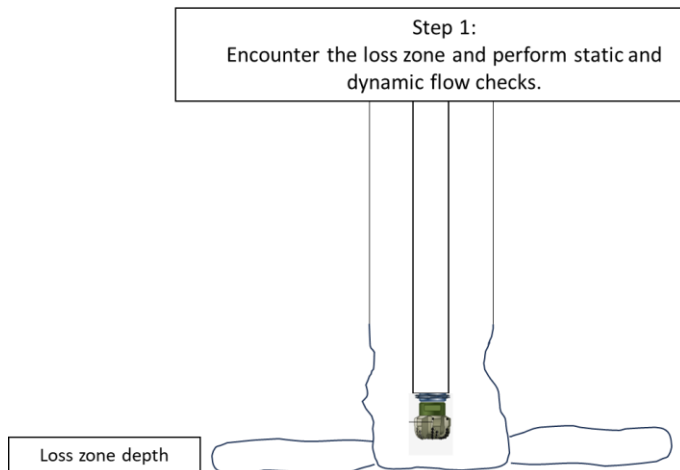 Step 1:
Encounter the loss zone and perform static and
dynamic flow checks.
Loss zone depth